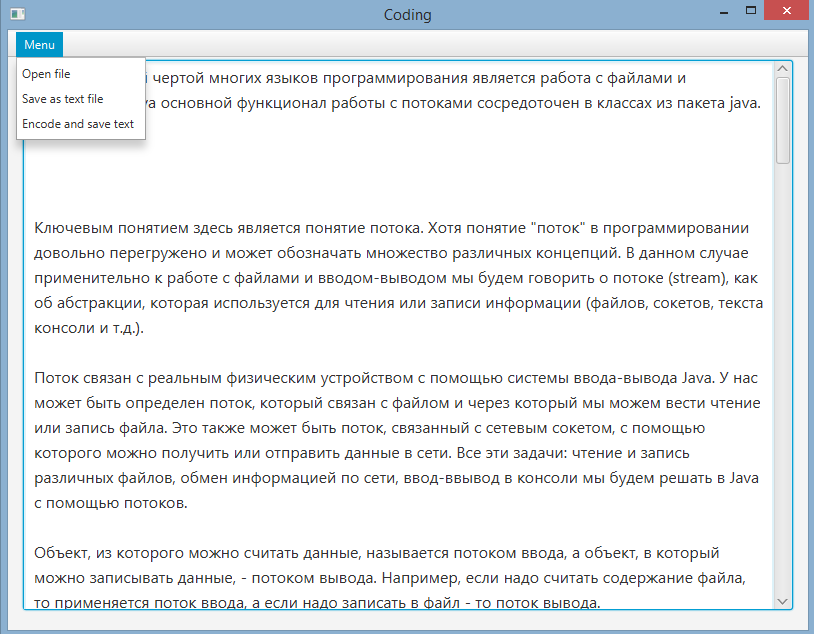 Coding
Menu
Open file
Save as text file
Encode and save text
чертой многих языков программирования является работа с файлами и
основной функционал работы с потоками сосредоточен в классах из пакета java.
Ключевым понятием здесь является понятие потока. Хотя понятие "поток" в программировании
довольно перегружено и может обозначать множество различных концепций. В данном случае
применительно к работе с файлами и вводом-выводом мы будем говорить о потоке (stream), как
об абстракции, которая используется для чтения или записи информации (файлов, сокетов, текста
консоли и т.д.).
Поток связан с реальным физическим устройством с помощью системы ввода-вывода Java. У нас
может быть определен поток, который связан с файлом и через который мы можем вести чтение
или запись файла. Это также может быть поток, связанный с сетевым сокетом, с помощью
которого можно получить или отправить данные в сети. Все эти задачи: чтение и запись
различных файлов, обмен информацией по сети, ввод-ввывод в консоли мы будем решать в Java
с помощью потоков.
Объект, из которого можно считать данные, называется потоком ввода, а объект, в который
можно записывать данные, - потоком вывода. Например, если надо считать содержание файла,
то применяется поток ввода, а если надо записать в файл - то поток вывода.